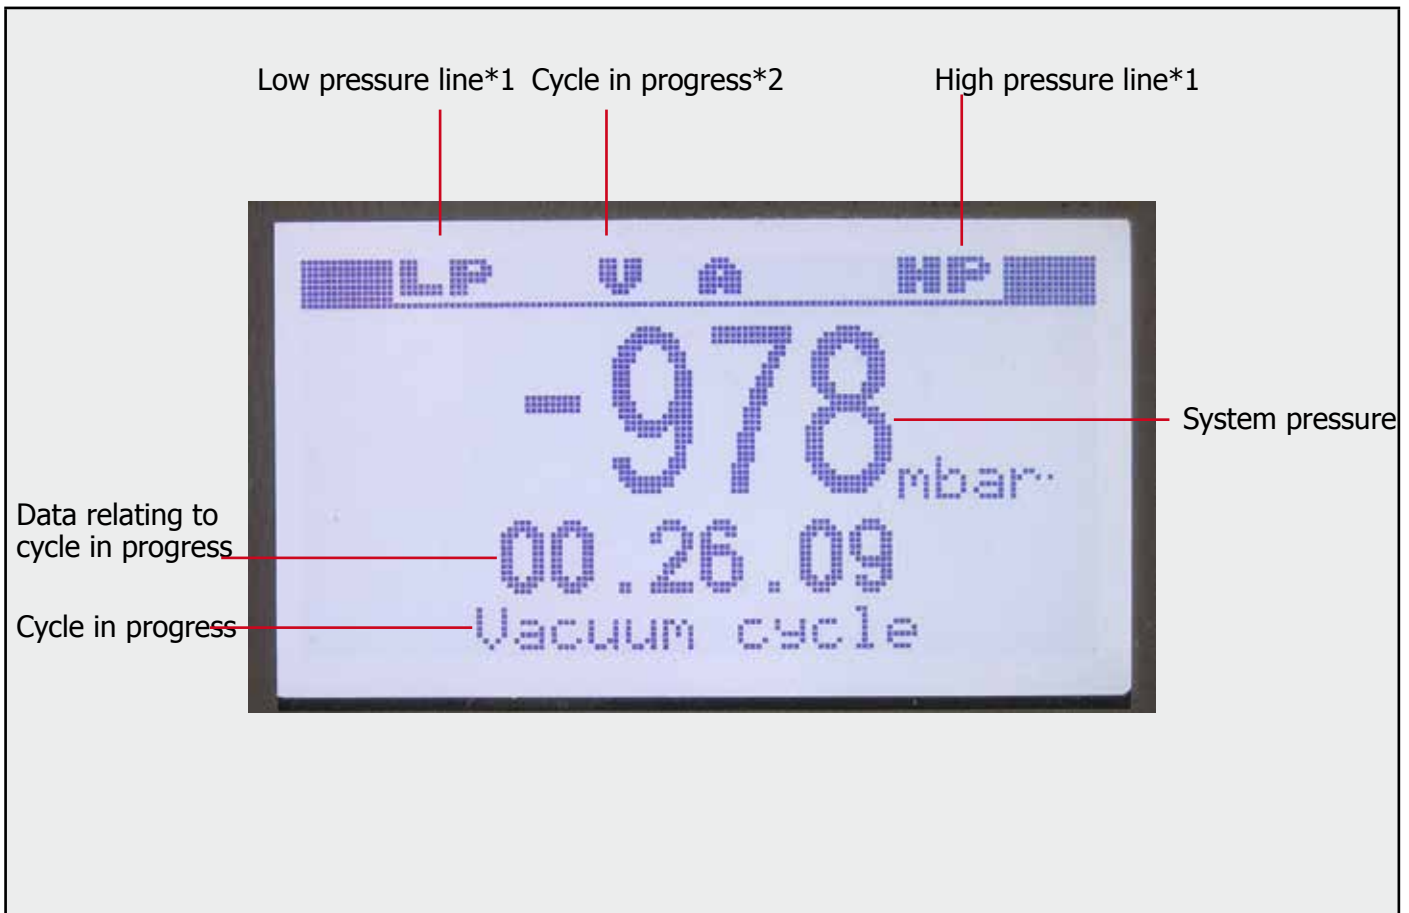 Low pressure line*1 Cycle in progress*2 High pressure line*1
LP V A HP
-978 mbar
System pressure
Data relating to
cycle in progress
00.26.09
Cycle in progress
Vacuum cycle